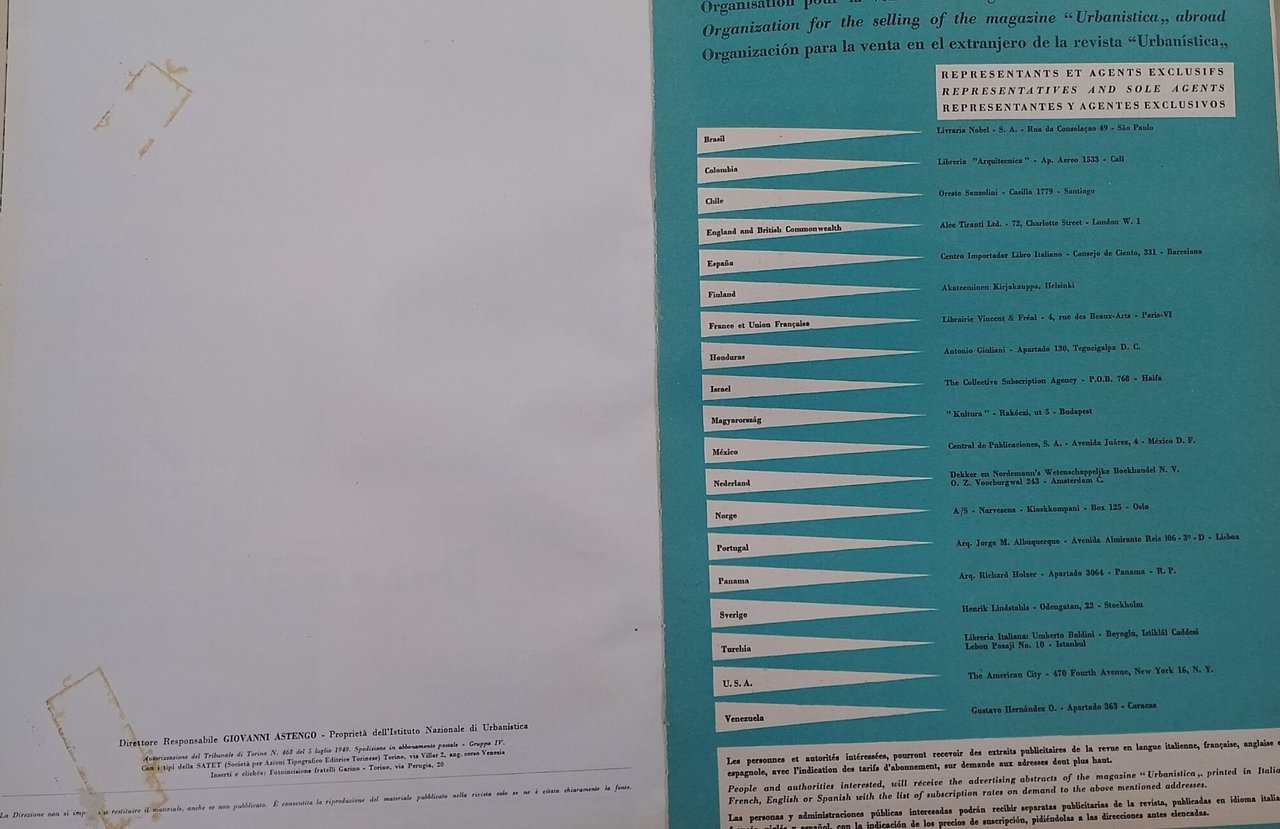 Direttore Responsabile GIOVANNI ASTENGO - Proprietà dell'Istituto Nazionale di Urbanistica
Autorizzazione del Tribunale di Torino N. 468 del 5 luglio 1949. Spedizione in abbonamento postale - Gruppo IV.
Con i tipi della SATET (Società per Azioni Tipografico Editrice Torinese) Torino, via Villar 2, ang. corso Venezia
Inserti e clichés: Fotoincisione fratelli Garino - Torino, via Perugia, 20
La Direzione non si imp a restituire il materiale, anche se non pubblicato. È consentita la riproduzione del materiale pubblicato nella rivista solo se ne è citata chiaramente la fonte.
Organisation pour la
Organization for the selling of the magazine “Urbanistica„ abroad
Organización para la venta en el extranjero de la revista “Urbanística„
REPRESENTANTS ET AGENTS EXCLUSIFS
REPRESENTATIVES AND SOLE AGENTS
REPRESENTANTES Y AGENTES EXCLUSIVOS
Brasil Livraria Nobel - S. A. - Rua da Consolaçao 49 - São Paulo
Colombia Libreria "Arquitecnica" - Ap. Aereo 1533 - Cali
Chile Oreste Sanzolini - Casilla 1779 - Santiago
England and British Commonwealth Alec Tiranti Ltd. - 72, Charlotte Street - London W. 1
España Centro Importador Libro Italiano - Consejo de Ciento, 331 - Barcelona
Finland Akateeminen Kirjakauppa, Helsinki
France et Union Française Librairie Vincent & Fréal - 4, rue des Beaux-Arts - Paris-VI
Honduras Antonio Giuliani - Apartado 130, Tegucigalpa D. C.
Israel The Collective Subscription Agency - P.O.B. 768 - Haifa
Magyarország "Kultura" - Rakóczi, ut 5 - Budapest
México Central de Publicaciones, S. A. - Avenida Juárez, 4 - México D. F.
Nederland Dekker en Nordemann's Wetenschappelijke Boekhandel N. V.
O. Z. Voorburgwal 243 - Amsterdam C.
Norge A/S - Narvesens - Kioskkompani - Box 125 - Oslo
Portugal Arq. Jorge M. Albuquerque - Avenida Almirante Reis 106 - 3º - D - Lisboa
Panama Arq. Richard Holzer - Apartado 3064 - Panama - R. P.
Sverige Henrik Lindstahls - Odengatan, 22 - Stockholm
Turchia Libreria Italiana: Umberto Baldini - Beyoglo, Istiklâl Caddesi
Lebon Pasaji No. 10 - Istanbul
U. S. A. The American City - 470 Fourth Avenue, New York 16, N. Y.
Venezuela Gustavo Hernández O. - Apartado 363 - Caracas
Les personnes et autorités intéressées, pourront recevoir des extraits publicitaires de la revue en langue italienne, française, anglaise
espagnole, avec l'indication des tarifs d'abonnement, sur demande aux adresses dont plus haut.
People and authorities interested, will receive the advertising abstracts of the magazine “Urbanistica„ printed in Italia
French, English or Spanish with the list of subscription rates on demand to the above mentioned addresses.
Las personas y administraciones públicas interesadas podrán recibir separatas publicitarias de la revista, publicadas en idioma italia
inglés y español, con la indicación de los precios de suscripción, pidiéndolas a las direcciones antes elencadas.